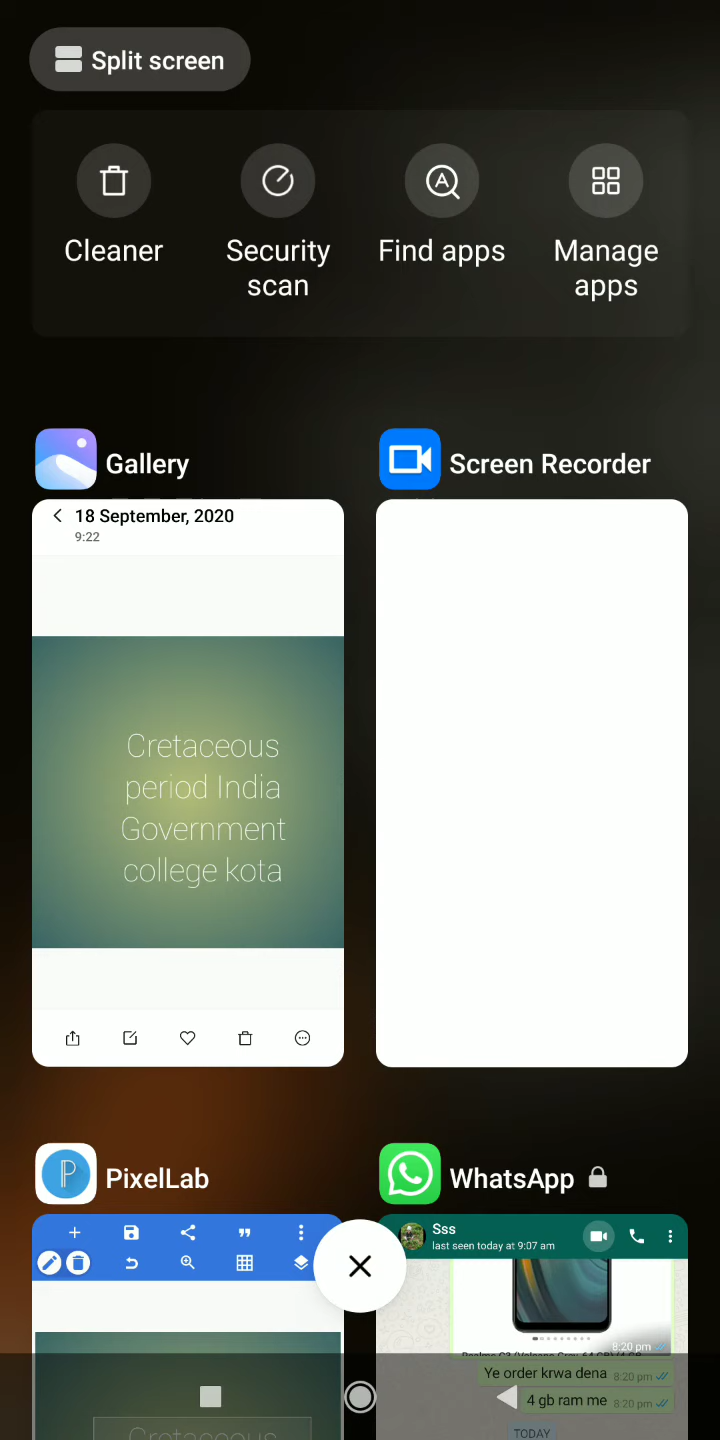 Split screen
Cleaner
Security
scan
Find apps
Manage
apps
Gallery
Screen Recorder
18 September, 2020
9:22
Cretaceous
period India
Government
college kota
PixelLab
WhatsApp
Sss
last seen today at 9:07 am
8:20 pm
Ye order krwa dena 8:20 pm
4 gb ram me 8:20 pm
TODAY
Cretaceous